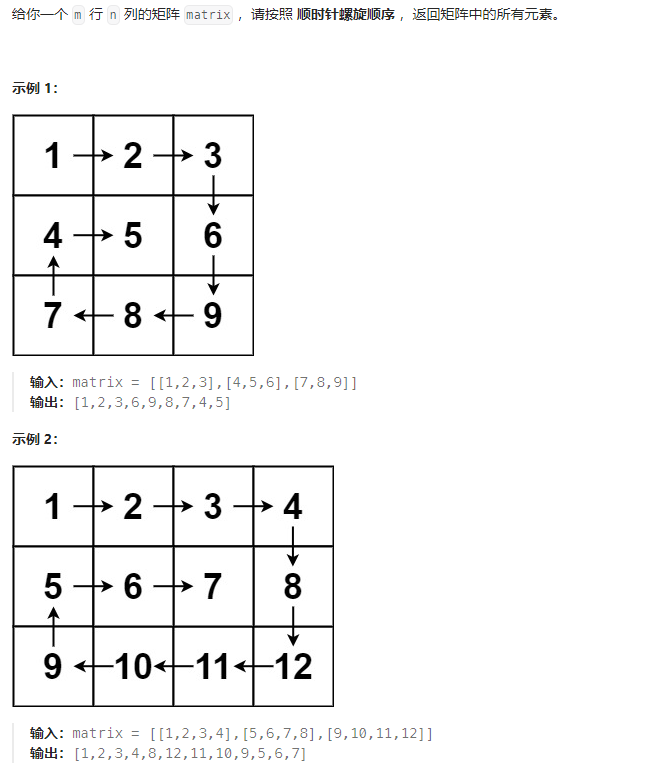 给你一个 m 行 n 列的矩阵 matrix ，请按照 顺时针螺旋顺序 ，返回矩阵中的所有元素。
示例 1：
1 2 3
4 5 6
7 8 9
输入：matrix = [[1,2,3],[4,5,6],[7,8,9]]
输出：[1,2,3,6,9,8,7,4,5]
示例 2：
1 2 3 4
5 6 7 8
9 10 11 12
输入：matrix = [[1,2,3,4],[5,6,7,8],[9,10,11,12]]
输出：[1,2,3,4,8,12,11,10,9,5,6,7]